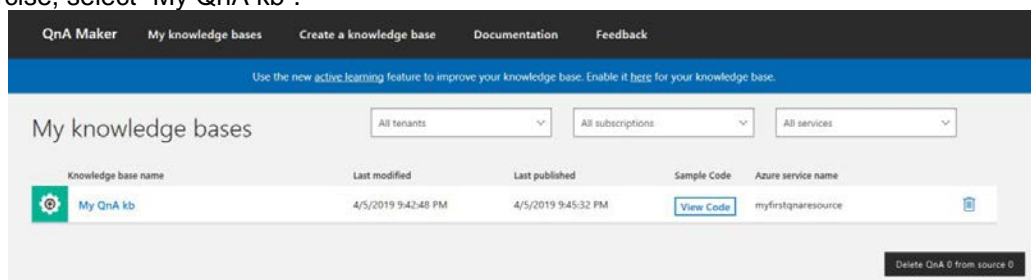 else, select "My QnA kb".
QnA Maker My knowledge bases Create a knowledge base Documentation Feedback
Use the new active learning feature to improve your knowledge base. Enable it here for your knowledge base.
My knowledge bases All tenants All subscriptions All services
Knowledge base name Last modified Last published Sample Code Azure service name
My QnA kb 4/5/2019 9:42:48 PM 4/5/2019 9:45:32 PM View Code myfirstqnaresource
Delete QnA 0 from source 0